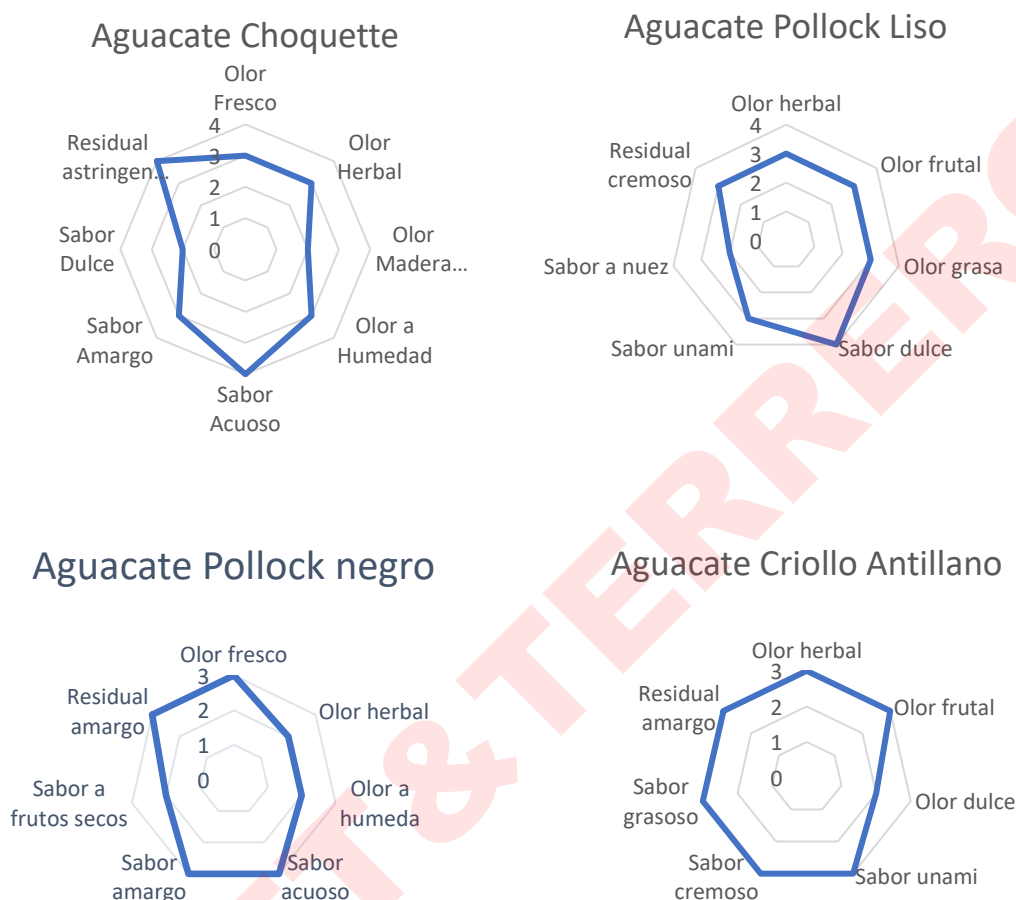 Aguacate Choquette
Olor
Fresco
Olor
Herbal
Olor
Madera…
Olor a
Humedad
Sabor
Acuoso
Sabor
Amargo
Sabor
Dulce
Residual
astringen…
4
3
2
1
0
Aguacate Pollock Liso
Olor herbal
Olor frutal
Olor grasa
Sabor dulce
Sabor unami
Sabor a nuez
Residual
cremoso
4
3
2
1
0
Aguacate Pollock negro
Olor fresco
Olor herbal
Olor a
humeda
Sabor
acuoso
Sabor
amargo
Sabor a
frutos secos
Residual
amargo
3
2
1
0
Aguacate Criollo Antillano
Olor herbal
Olor frutal
Olor dulce
Sabor unami
Sabor
cremoso
Sabor
grasoso
Residual
amargo
3
2
1
0
T & TERRERO